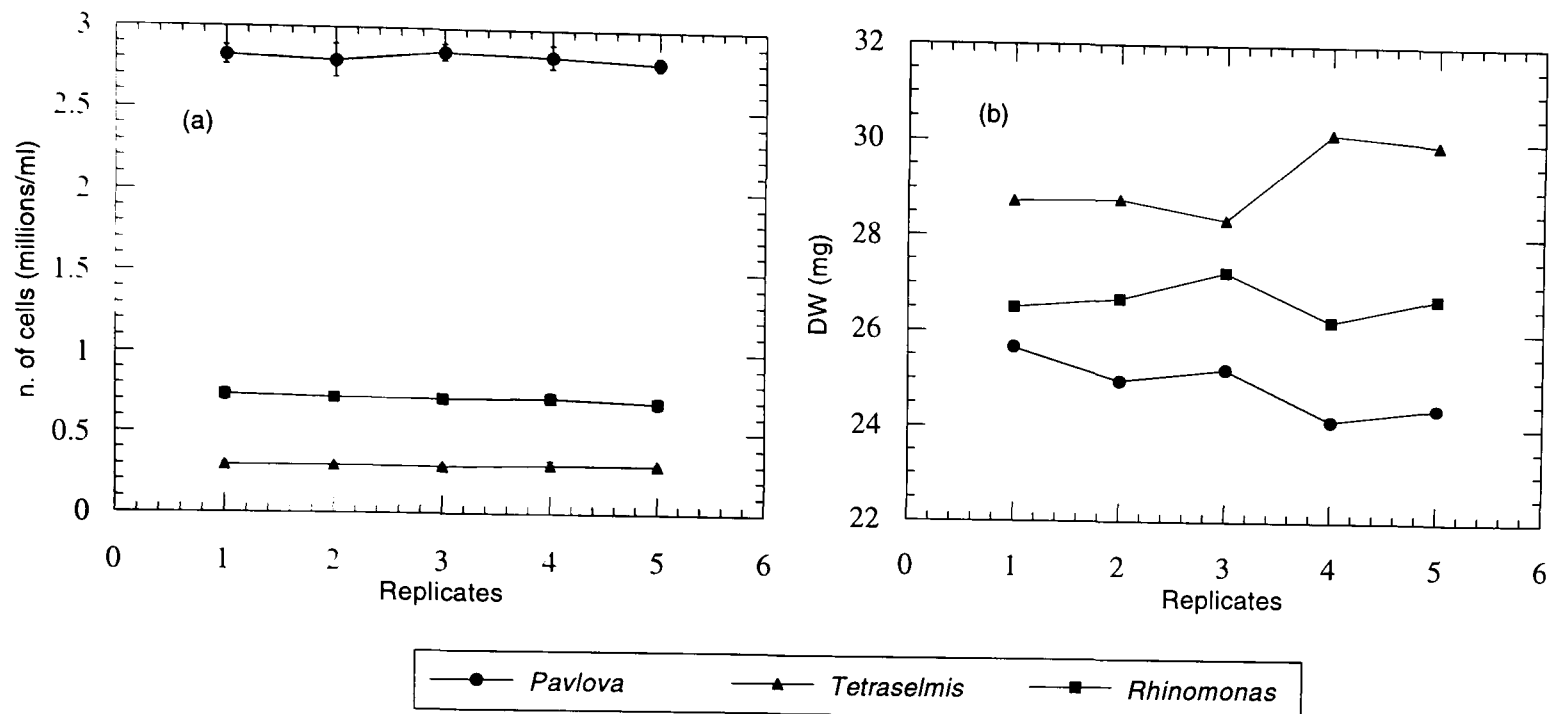 3
2.5
2
1.5
1
0.5
0
n. of cells (millions/ml)
(a)
0 1 2 3 4 5 6
Replicates
32
30
28
26
24
22
DW (mg)
(b)
0 1 2 3 4 5 6
Replicates
Pavlova Tetraselmis Rhinomonas